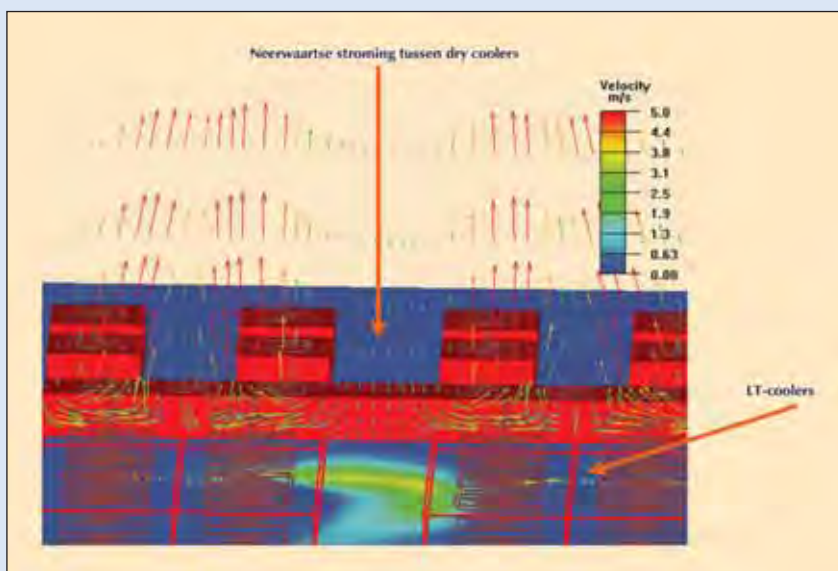 Neerwaartse stroming tussen dry coolers
Velocity
m/s
5.0
4.4
3.8
3.1
2.5
1.9
1.3
0.63
0.00
LT-coolers